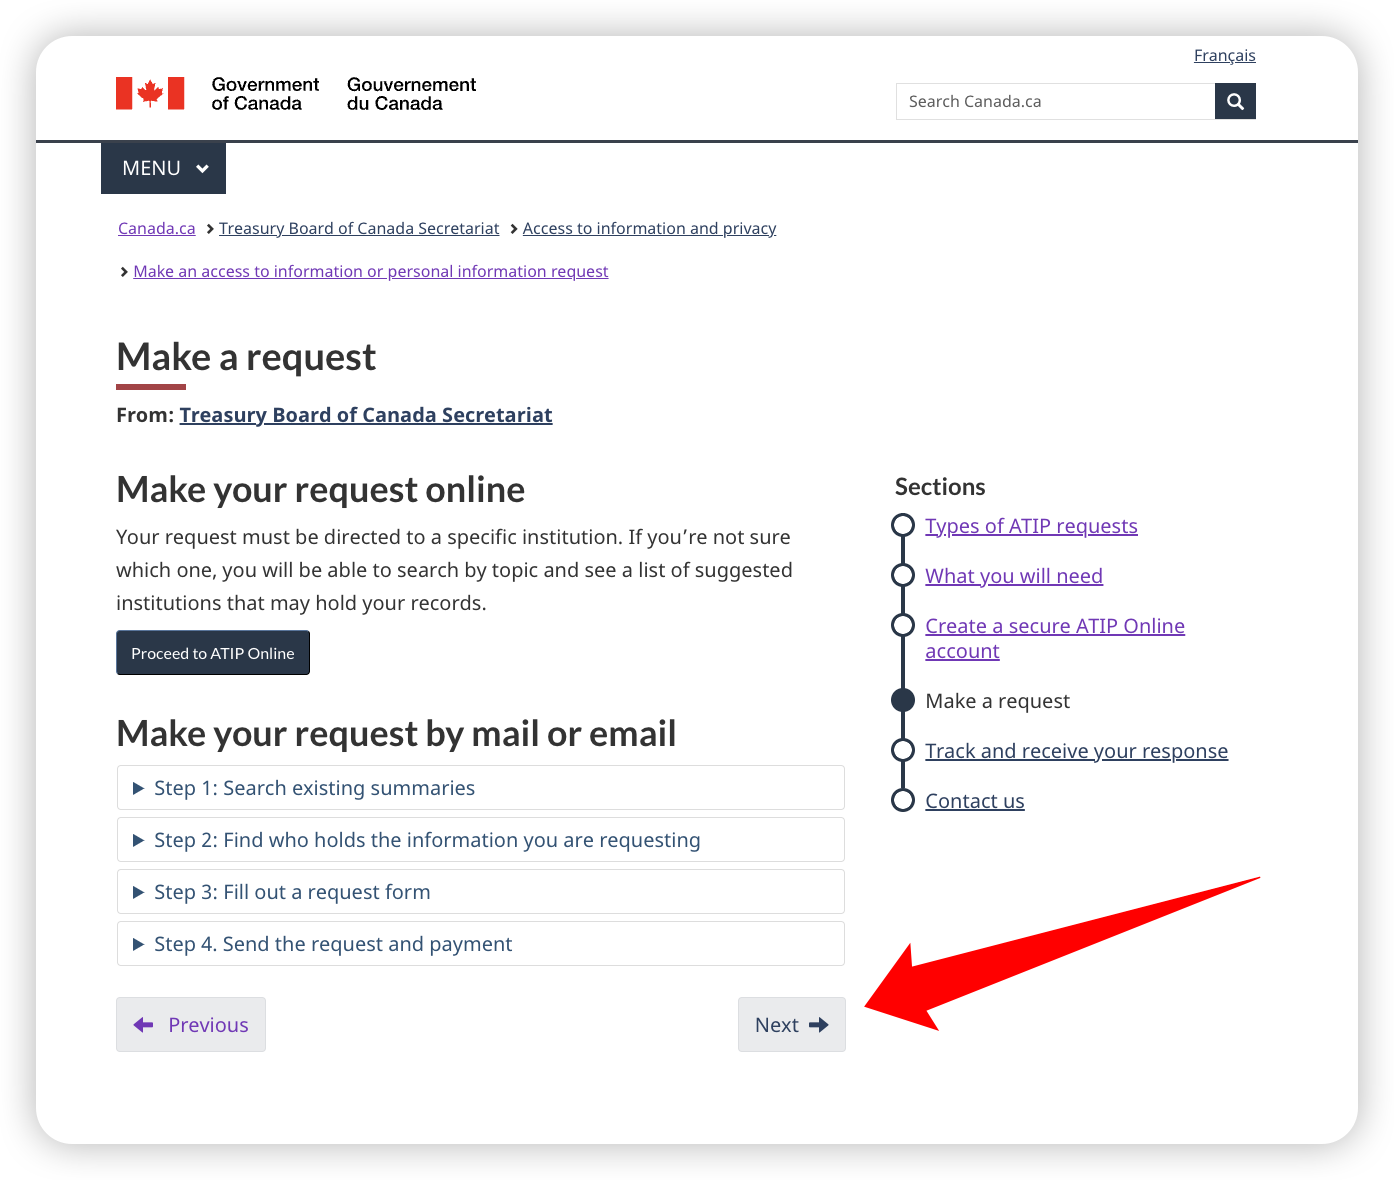 Français
Government of Canada
Gouvernement du Canada
Search Canada.ca
MENU
Canada.ca
Treasury Board of Canada Secretariat
Access to information and privacy
Make an access to information or personal information request
Make a request
From: Treasury Board of Canada Secretariat
Make your request online
Your request must be directed to a specific institution. If you’re not sure
which one, you will be able to search by topic and see a list of suggested
institutions that may hold your records.
Proceed to ATIP Online
Make your request by mail or email
Step 1: Search existing summaries
Step 2: Find who holds the information you are requesting
Step 3: Fill out a request form
Step 4. Send the request and payment
Previous
Next
Sections
Types of ATIP requests
What you will need
Create a secure ATIP Online
account
Make a request
Track and receive your response
Contact us